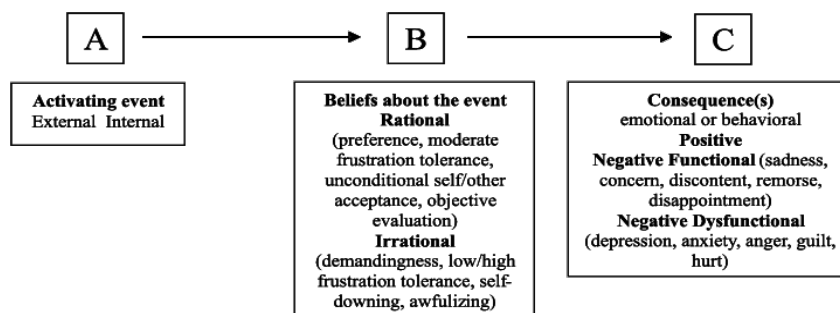 A
B
C
Activating event
External Internal
Beliefs about the event
Rational
(preference, moderate
frustration tolerance,
unconditional self/other
acceptance, objective
evaluation)
Irrational
(demandingness, low/high
frustration tolerance, self-
downing, awfulizing)
Consequence(s)
emotional or behavioral
Positive
Negative Functional (sadness,
concern, discontent, remorse,
disappointment)
Negative Dysfunctional
(depression, anxiety, anger, guilt,
hurt)